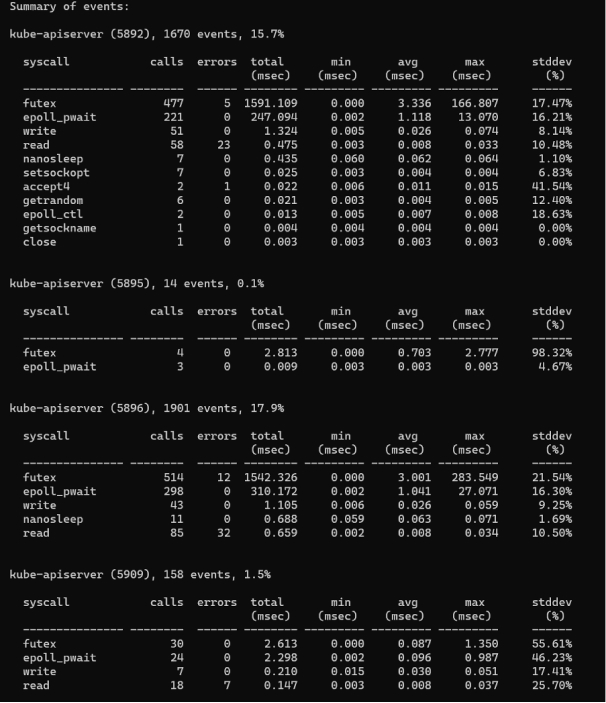 Summary of events:
kube-apiserver (5892), 1670 events, 15.7%
syscall calls errors total min avg max stddev
(msec) (msec) (msec) (msec) (%)
--------------- -------- ------ -------- --------- --------- --------- ------
futex 477 5 1591.109 0.000 3.336 166.807 17.47%
epoll_pwait 221 0 247.094 0.002 1.118 13.070 16.21%
write 51 0 1.324 0.005 0.026 0.074 8.14%
read 58 23 0.475 0.003 0.008 0.033 10.48%
nanosleep 7 0 0.435 0.060 0.062 0.064 1.10%
setsockopt 7 0 0.025 0.003 0.004 0.004 6.83%
accept4 2 1 0.022 0.006 0.011 0.015 41.54%
getrandom 6 0 0.021 0.003 0.004 0.005 12.40%
epoll_ctl 2 0 0.013 0.005 0.007 0.008 18.63%
getsockname 1 0 0.004 0.004 0.004 0.004 0.00%
close 1 0 0.003 0.003 0.003 0.003 0.00%
kube-apiserver (5895), 14 events, 0.1%
syscall calls errors total min avg max stddev
(msec) (msec) (msec) (msec) (%)
--------------- -------- ------ -------- --------- --------- --------- ------
futex 4 0 2.813 0.000 0.703 2.777 98.32%
epoll_pwait 3 0 0.009 0.003 0.003 0.003 4.67%
kube-apiserver (5896), 1901 events, 17.9%
syscall calls errors total min avg max stddev
(msec) (msec) (msec) (msec) (%)
--------------- -------- ------ -------- --------- --------- --------- ------
futex 514 12 1542.326 0.000 3.001 283.549 21.54%
epoll_pwait 298 0 310.172 0.002 1.041 27.071 16.30%
write 43 0 1.105 0.006 0.026 0.059 9.25%
nanosleep 11 0 0.688 0.059 0.063 0.071 1.69%
read 85 32 0.659 0.002 0.008 0.034 10.50%
kube-apiserver (5909), 158 events, 1.5%
syscall calls errors total min avg max stddev
(msec) (msec) (msec) (msec) (%)
--------------- -------- ------ -------- --------- --------- --------- ------
futex 30 0 2.613 0.000 0.087 1.350 55.61%
epoll_pwait 24 0 2.298 0.002 0.096 0.987 46.23%
write 7 0 0.210 0.015 0.030 0.051 17.41%
read 18 7 0.147 0.003 0.008 0.037 25.70%